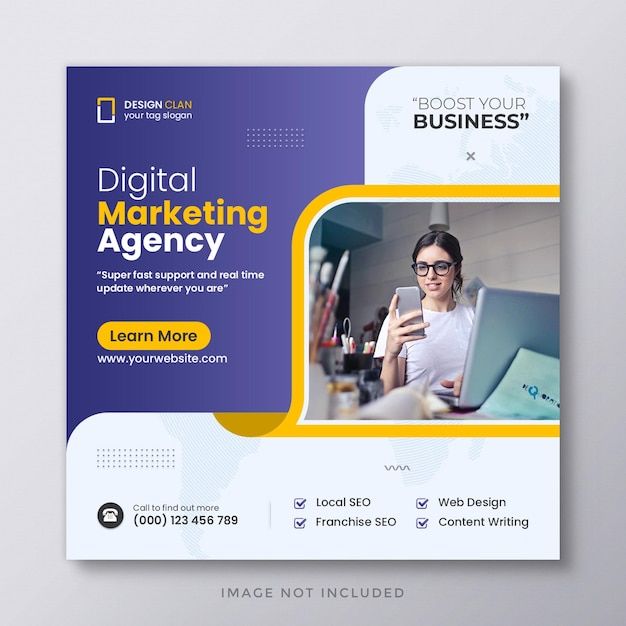 DESIGN CLAN
your tag slogan
“BOOST YOUR
BUSINESS”
Digital
Marketing
Agency
“Super fast support and real time
update wherever you are”
Learn More
www.yourwebsite.com
Call to find out more
(000) 123 456 789
Local SEO
Franchise SEO
Web Design
Content Writing
IMAGE NOT INCLUDED